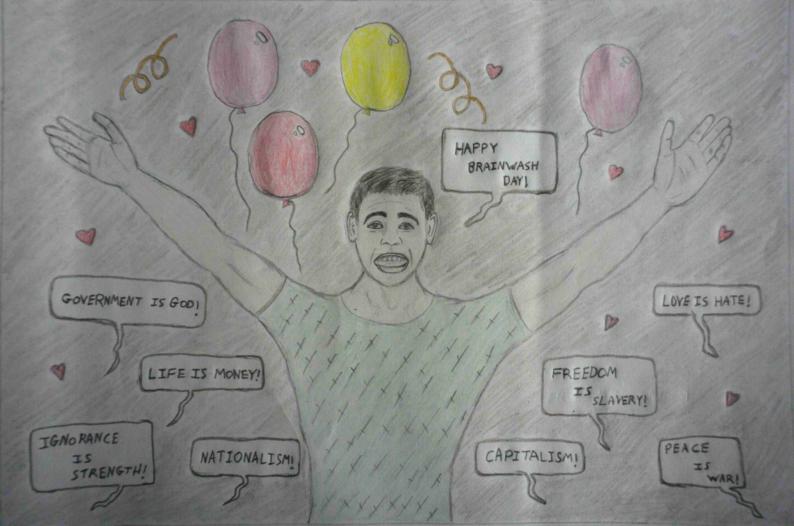 HAPPY
BRAINWASH
DAY!
GOVERNMENT IS GOD!
LOVE IS HATE!
LIFE IS MONEY!
FREEDOM
IS
SLAVERY!
IGNORANCE
IS
STRENGTH!
NATIONALISM!
CAPITALISM!
PEACE
IS
WAR!